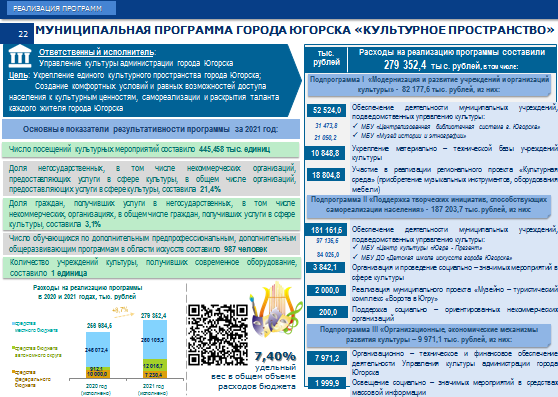 РЕАЛИЗАЦИЯ ПРОГРАММ
22
МУНИЦИПАЛЬНАЯ ПРОГРАММА ГОРОДА ЮГОРСКА «КУЛЬТУРНОЕ ПРОСТРАНСТВО»
Ответственный исполнитель:
Управление культуры администрации города Югорска
Цель: Укрепление единого культурного пространства города Югорска;
Создание комфортных условий и равных возможностей доступа
населения к культурным ценностям, самореализации и раскрытия таланта
каждого жителя города Югорска
Основные показатели результативности программы за 2021 год:
Число посещений культурных мероприятий составило 445,458 тыс. единиц
Доля негосударственных, в том числе некоммерческих организаций,
предоставляющих услуги в сфере культуры, в общем числе организаций,
предоставляющих услуги в сфере культуры, составила 21,4%
Доля граждан, получивших услуги в негосударственных, в том числе
некоммерческих, организациях, в общем числе граждан, получивших услуги в сфере
культуры, составила 3,1%
Число обучающихся по дополнительным предпрофессиональным, дополнительным
общеразвивающим программам в области искусств составило 987 человек
Количество учреждений культуры, получивших современное оборудование,
составило 1 единица
Расходы на реализацию программы
в 2020 и 2021 годах, тыс. рублей
средства местного бюджета
средства бюджета автономного округа
средства федерального бюджета
256 984,6
246 072,4
912,1
10 000,0
2020 год
(исполнено)
+8,7%
279 352,4
260 105,3
12 016,7
7 230,4
2021 год
(исполнено)
7,40%
удельный
вес в общем объеме
расходов бюджета
тыс.
рублей
Расходы на реализацию программы составили
279 352,4 тыс. рублей, в том числе:
Подпрограмма I «Модернизация и развитие учреждений и организаций
культуры» - 82 177,6 тыс. рублей, из них:
52 524,0
Обеспечение деятельности муниципальных учреждений,
подведомственных управлению культуры:
31 473,8
✓ МБУ «Централизованная библиотечная система г. Югорска»
21 050,2
✓ МБУ «Музей истории и этнографии»
10 848,8
Укрепление материально – технической базы учреждений
культуры
18 804,8
Участие в реализации регионального проекта «Культурная
среда» (приобретение музыкальных инструментов, оборудования
мебели)
Подпрограмма II «Поддержка творческих инициатив, способствующих
самореализации населения» - 187 203,7 тыс. рублей, из них:
181 161,6
Обеспечение деятельности муниципальных учреждений,
подведомственных управлению культуры:
97 136,6
✓ МБУ «Центр культуры «Югра - Презент»
84 025,0
✓ МБУ ДО «Детская школа искусств города Югорска»
3 842,1
Организация и проведение социально – значимых мероприятий в
сфере культуры
2 000,0
Реализация муниципального проекта «Музейно – туристический
комплекс «Ворота в Югру»
200,0
Поддержка социально – ориентированных некоммерческих
организаций
Подпрограмма III «Организационные, экономические механизмы
развития культуры – 9 971,1 тыс. рублей, из них:
7 971,2
Организационно – техническое и финансовое обеспечение
деятельности Управления культуры администрации города
Югорска
1 999,9
Освещение социально – значимых мероприятий в средствах
массовой информации